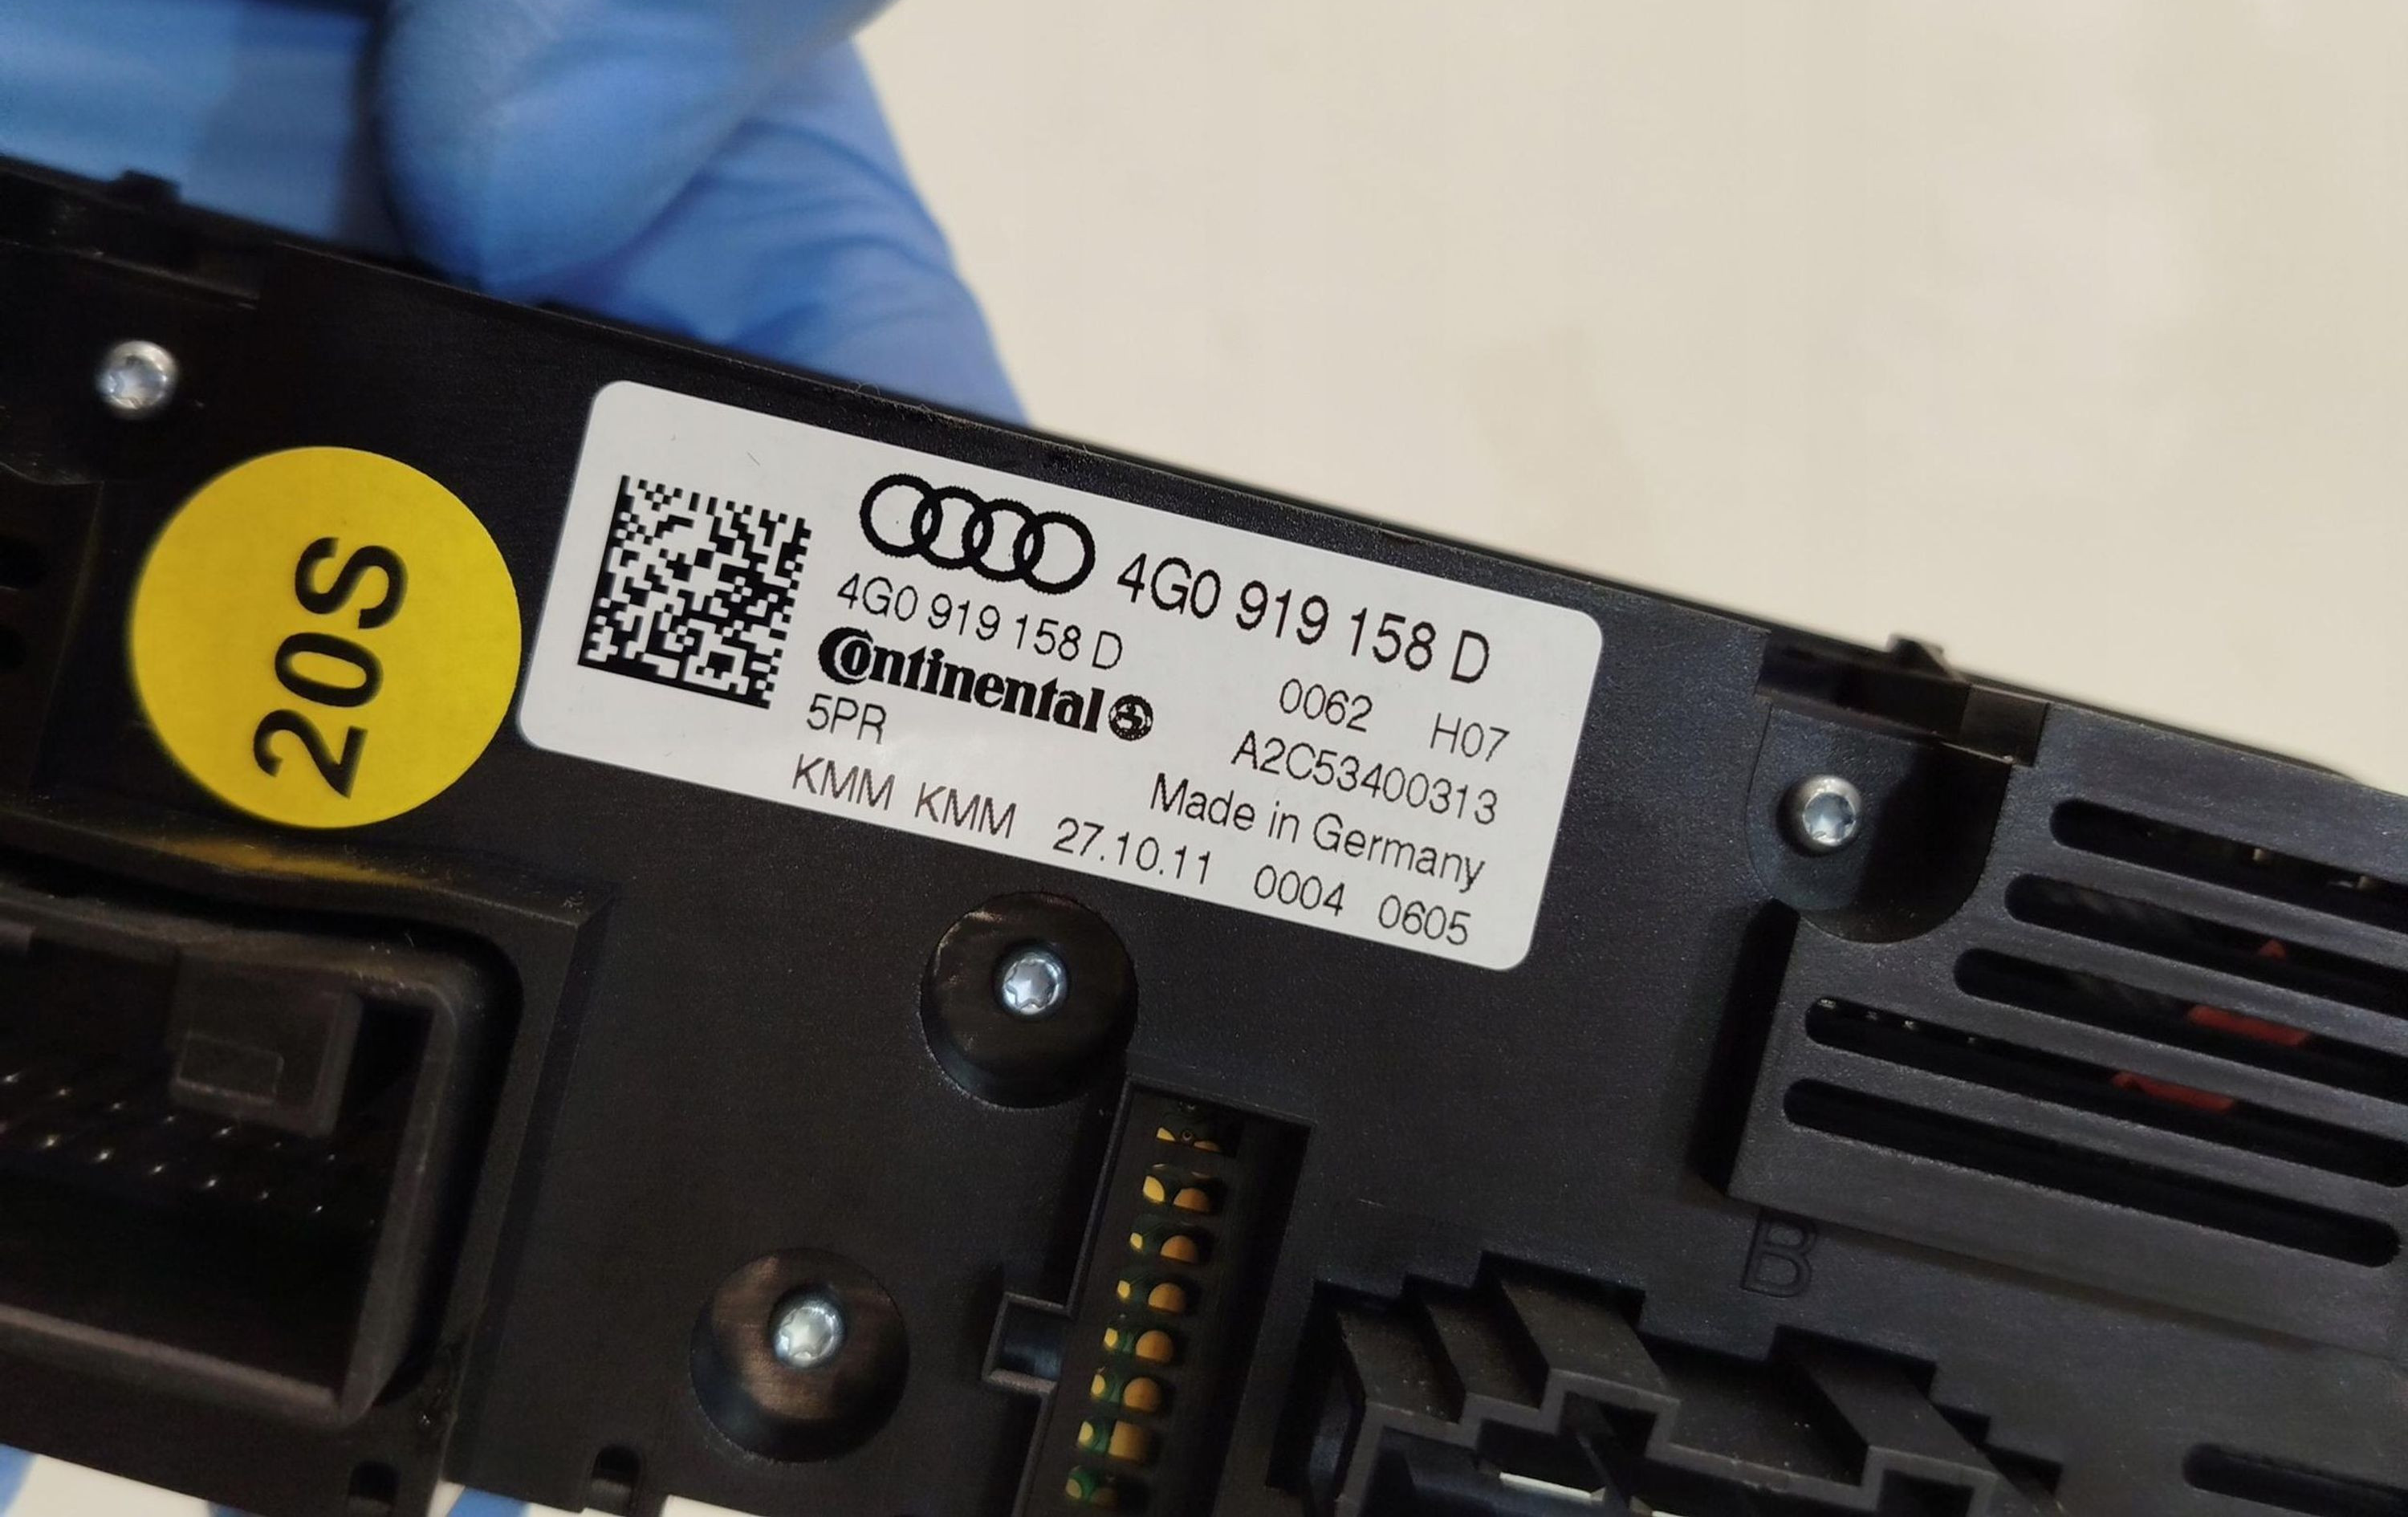 20S
4G0 919 158 D
4G0 919 158 D
Continental
0062 H07
5PR
A2C53400313
Made in Germany
KMM KMM 27.10.11 0004 0605
B